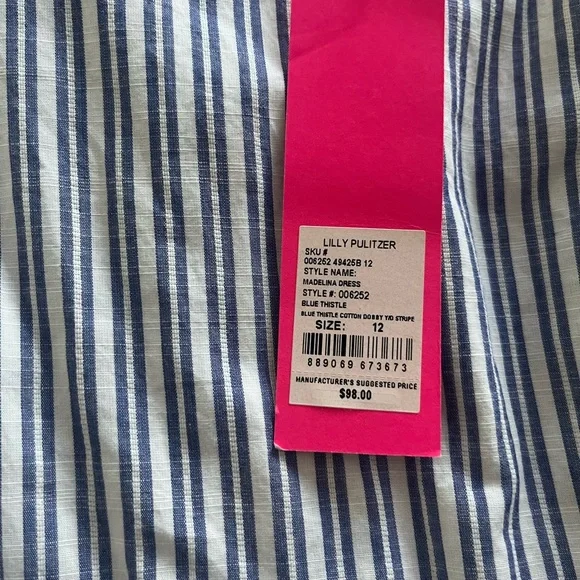 LILLY PULITZER
SKU #
006252 49425B 12
STYLE NAME:
MADELINA DRESS
STYLE #: 006252
BLUE THISTLE
BLUE THISTLE COTTON DOBBY Y/D STRIPE
SIZE: 12
889069 673673
MANUFACTURER'S SUGGESTED PRICE
$98.00